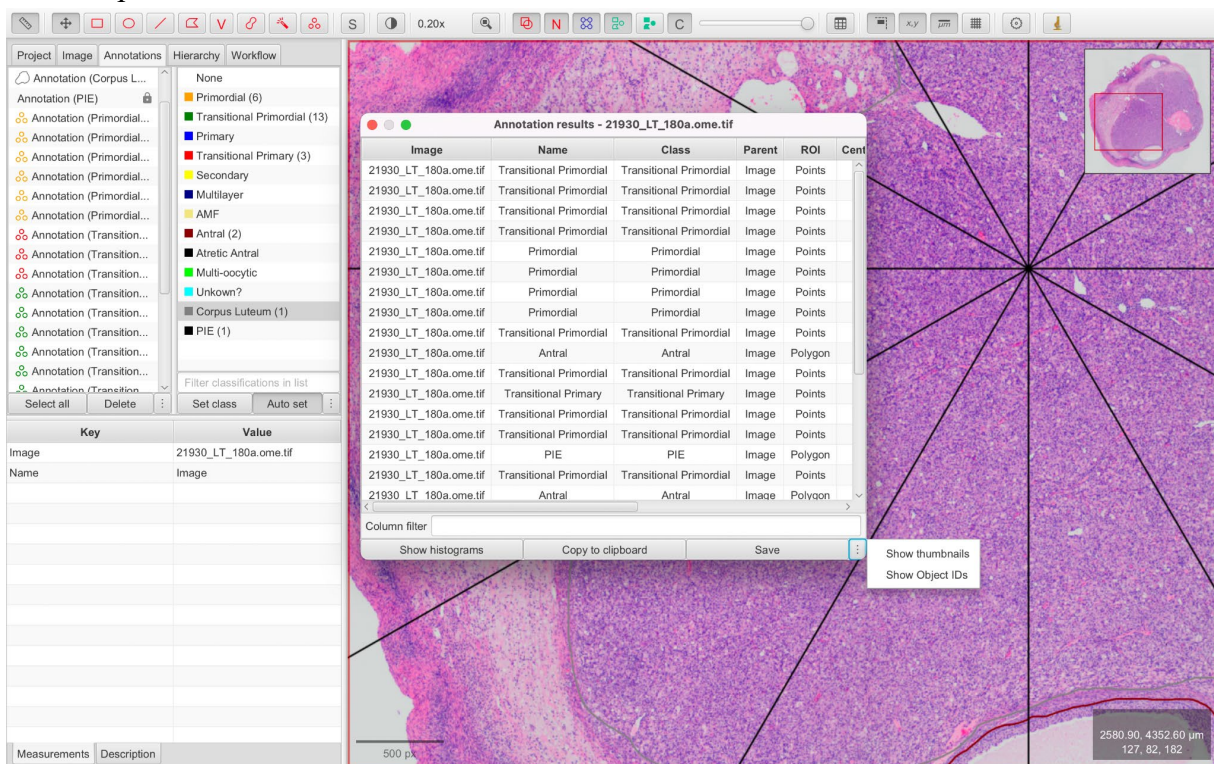 S 0.20x N C x,y µm
Project Image Annotations Hierarchy Workflow
Annotation (Corpus L...
Annotation (PIE)
Annotation (Primordial...
Annotation (Primordial...
Annotation (Primordial...
Annotation (Primordial...
Annotation (Primordial...
Annotation (Primordial...
Annotation (Transition...
Annotation (Transition...
Annotation (Transition...
Annotation (Transition...
Annotation (Transition...
Annotation (Transition...
Annotation (Transition...
Annotation (Transition...
Annotation (Transition
Select all Delete
None
Primordial (6)
Transitional Primordial (13)
Primary
Transitional Primary (3)
Secondary
Multilayer
AMF
Antral (2)
Atretic Antral
Multi-oocytic
Unkown?
Corpus Luteum (1)
PIE (1)
Filter classifications in list
Set class Auto set
Key Value
Image 21930_LT_180a.ome.tif
Name Image
Measurements Description
Annotation results - 21930_LT_180a.ome.tif
Image Name Class Parent ROI Cent
21930_LT_180a.ome.tif Transitional Primordial Transitional Primordial Image Points
21930_LT_180a.ome.tif Transitional Primordial Transitional Primordial Image Points
21930_LT_180a.ome.tif Transitional Primordial Transitional Primordial Image Points
21930_LT_180a.ome.tif Transitional Primordial Transitional Primordial Image Points
21930_LT_180a.ome.tif Primordial Primordial Image Points
21930_LT_180a.ome.tif Primordial Primordial Image Points
21930_LT_180a.ome.tif Primordial Primordial Image Points
21930_LT_180a.ome.tif Primordial Primordial Image Points
21930_LT_180a.ome.tif Transitional Primordial Transitional Primordial Image Points
21930_LT_180a.ome.tif Antral Antral Image Polygon
21930_LT_180a.ome.tif Transitional Primordial Transitional Primordial Image Points
21930_LT_180a.ome.tif Transitional Primary Transitional Primary Image Points
21930_LT_180a.ome.tif Transitional Primordial Transitional Primordial Image Points
21930_LT_180a.ome.tif Transitional Primordial Transitional Primordial Image Points
21930_LT_180a.ome.tif PIE PIE Image Polygon
21930_LT_180a.ome.tif Transitional Primordial Transitional Primordial Image Points
21930_LT_180a.ome.tif Antral Antral Image Polygon
Column filter
Show histograms Copy to clipboard Save
Show thumbnails
Show Object IDs
500 px
2580.90, 4352.60 µm
127, 82, 182